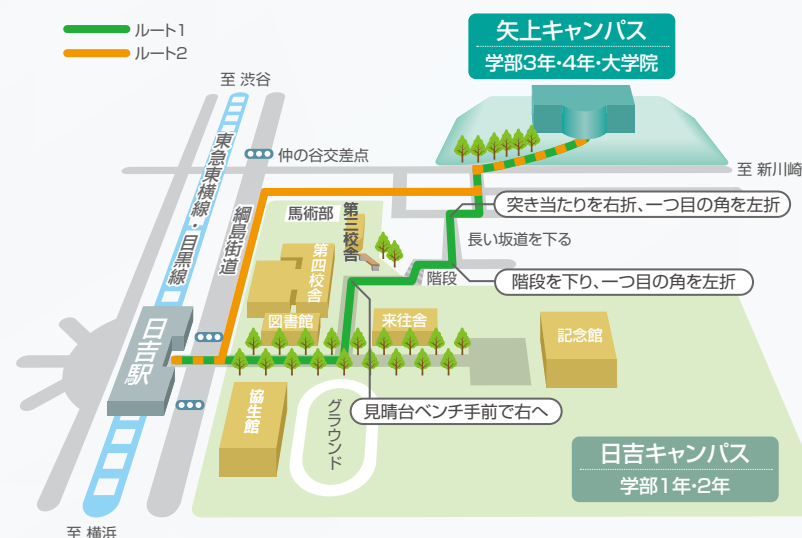 ルート1
ルート2
矢上キャンパス
学部3年・4年・大学院
至 渋谷
仲の谷交差点
至 新川崎
東急東横線・目黒線
綱島街道
馬術部
第三校舎
第四校舎
突き当たりを右折、一つ目の角を左折
長い坂道を下る
階段
階段を下り、一つ目の角を左折
図書館
来往舎
記念館
日吉駅
協生館
グラウンド
見晴台ベンチ手前で右へ
日吉キャンパス
学部1年・2年
至 横浜